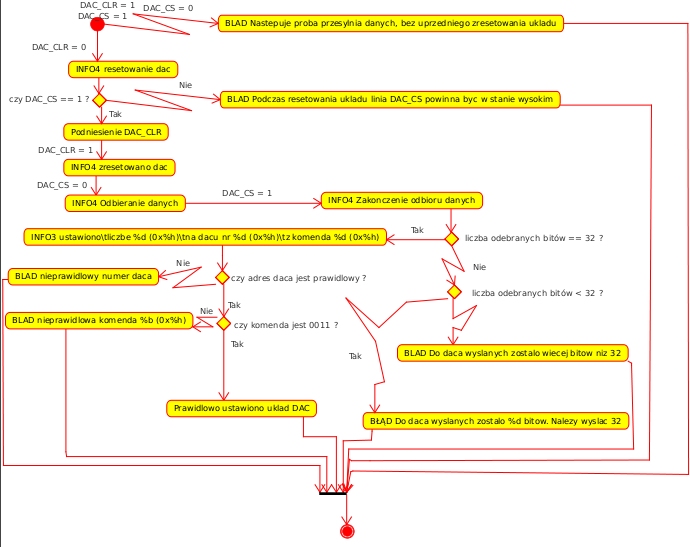 DAC_CLR = 1
DAC_CS = 1
DAC_CS = 0
BLAD Nastepuje proba przesylnia danych, bez uprzedniego zresetowania ukladu
DAC_CLR = 0
INFO4 resetowanie dac
Nie
czy DAC_CS == 1 ?
BLAD Podczas resetowania ukladu linia DAC_CS powinna byc w stanie wysokim
Tak
Podniesienie DAC_CLR
DAC_CLR = 1
INFO4 zresetowano dac
DAC_CS = 0
DAC_CS = 1
INFO4 Odbieranie danych
INFO4 Zakonczenie odbioru danych
Tak
INFO3 ustawiono\tliczbe %d (0x%h)\tna dacu nr %d (0x%h)\tz komenda %d (0x%h)
liczba odebranych bitów == 32 ?
Nie
Nie
BLAD nieprawidlowy numer daca
czy adres daca jest prawidlowy ?
liczba odebranych bitów < 32 ?
Tak
Nie
BLAD nieprawidlowa komenda %b (0x%h)
czy komenda jest 0011 ?
Tak
Tak
BLAD Do daca wyslanych zostalo wiecej bitow niz 32
Prawidlowo ustawiono uklad DAC
BŁĄD Do daca wyslanych zostało %d bitow. Nalezy wyslac 32